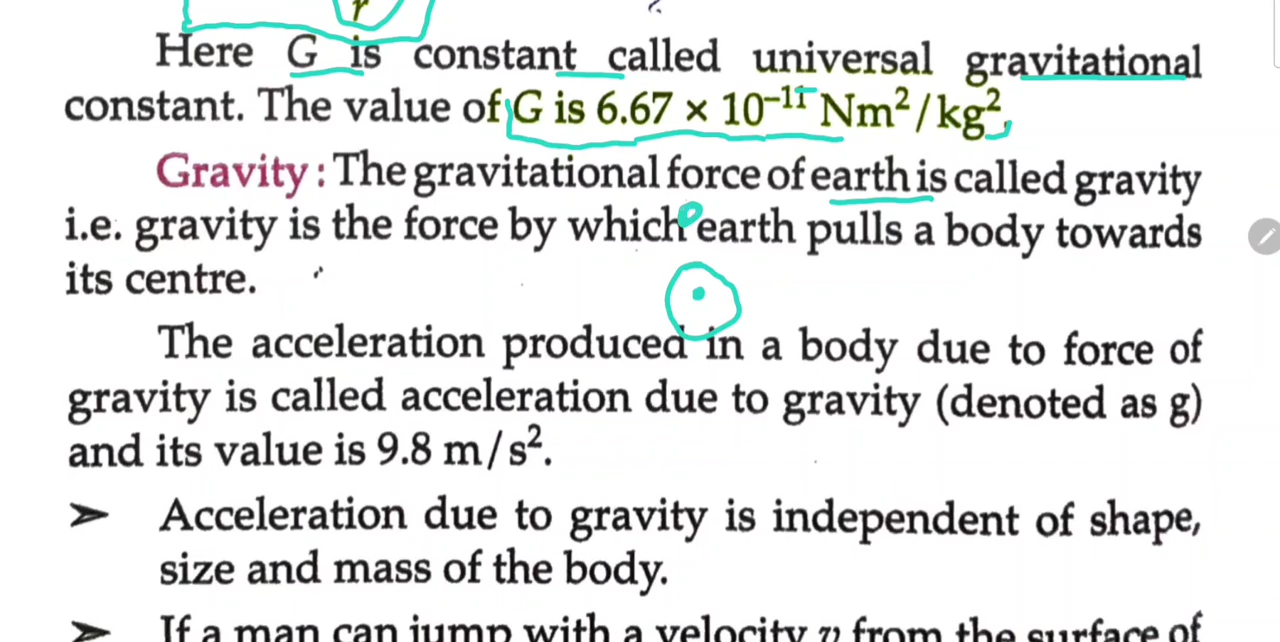 r
Here G is constant called universal gravitational
constant. The value of G is 6.67 × 10⁻¹¹ Nm²/kg².
Gravity : The gravitational force of earth is called gravity
i.e. gravity is the force by which earth pulls a body towards
its centre.
The acceleration produced in a body due to force of
gravity is called acceleration due to gravity (denoted as g)
and its value is 9.8 m/s².
➤ Acceleration due to gravity is independent of shape,
size and mass of the body.
➤ If a man can jump with a velocity v from the surface of